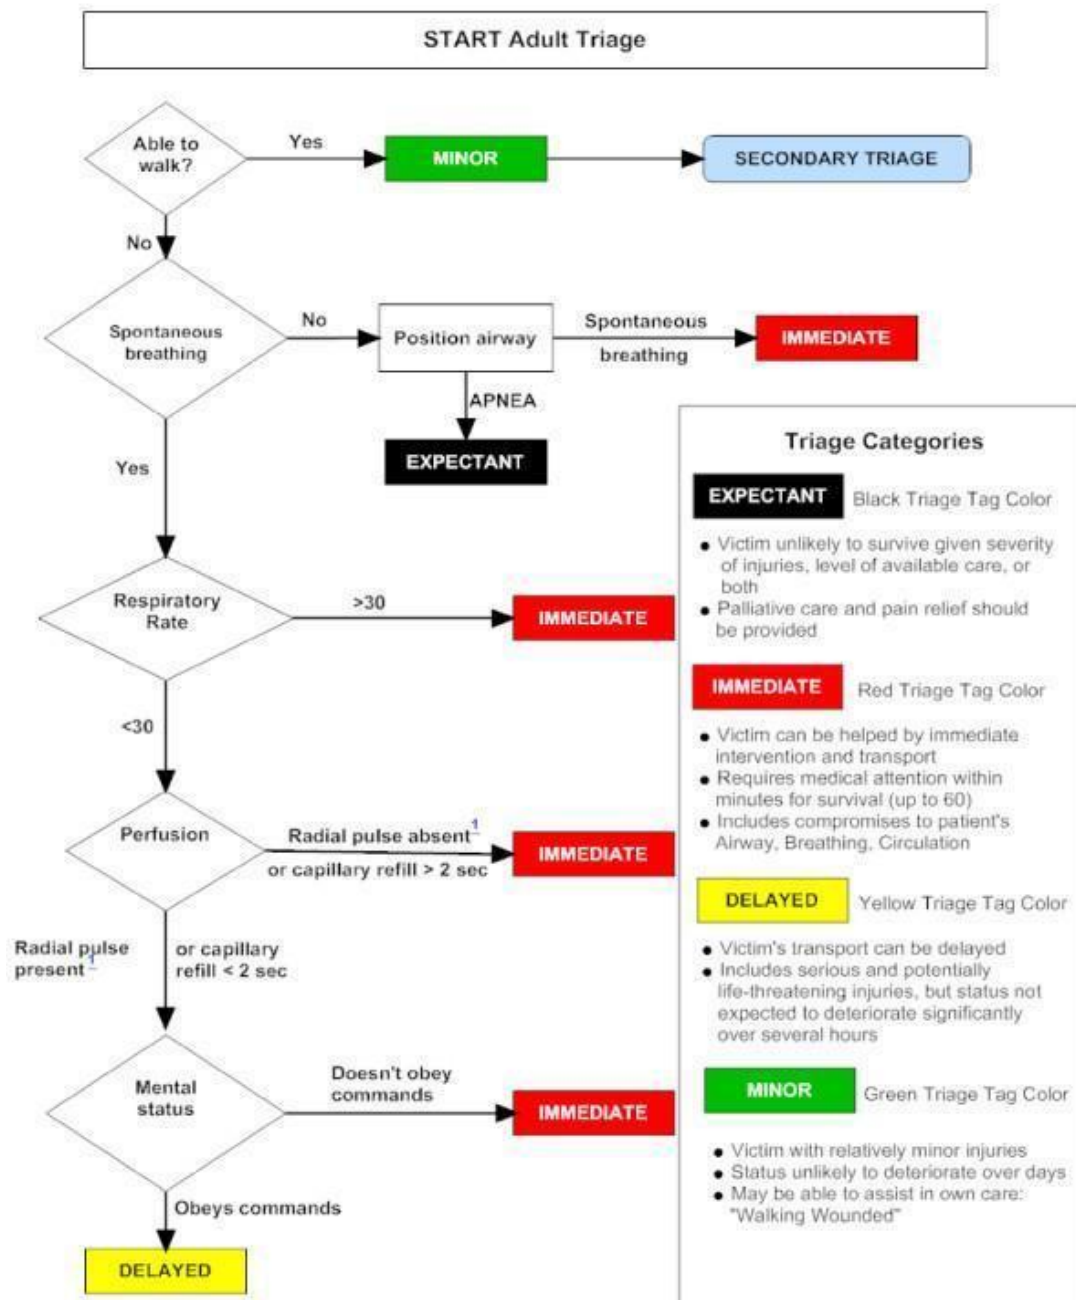 START Adult Triage
Able to
walk?
Yes
MINOR
SECONDARY TRIAGE
No
Spontaneous
breathing
No
Position airway
Spontaneous
breathing
IMMEDIATE
APNEA
EXPECTANT
Yes
Respiratory
Rate
>30
IMMEDIATE
<30
Perfusion
Radial pulse absent1
or capillary refill > 2 sec
IMMEDIATE
Radial pulse
present1
or capillary
refill < 2 sec
Mental
status
Doesn't obey
commands
IMMEDIATE
Obeys commands
DELAYED
Triage Categories
EXPECTANT Black Triage Tag Color
• Victim unlikely to survive given severity
of injuries, level of available care, or
both
• Palliative care and pain relief should
be provided
IMMEDIATE Red Triage Tag Color
• Victim can be helped by immediate
intervention and transport
• Requires medical attention within
minutes for survival (up to 60)
• Includes compromises to patient's
Airway, Breathing, Circulation
DELAYED Yellow Triage Tag Color
• Victim's transport can be delayed
• Includes serious and potentially
life-threatening injuries, but status not
expected to deteriorate significantly
over several hours
MINOR Green Triage Tag Color
• Victim with relatively minor injuries
• Status unlikely to deteriorate over days
• May be able to assist in own care:
"Walking Wounded"